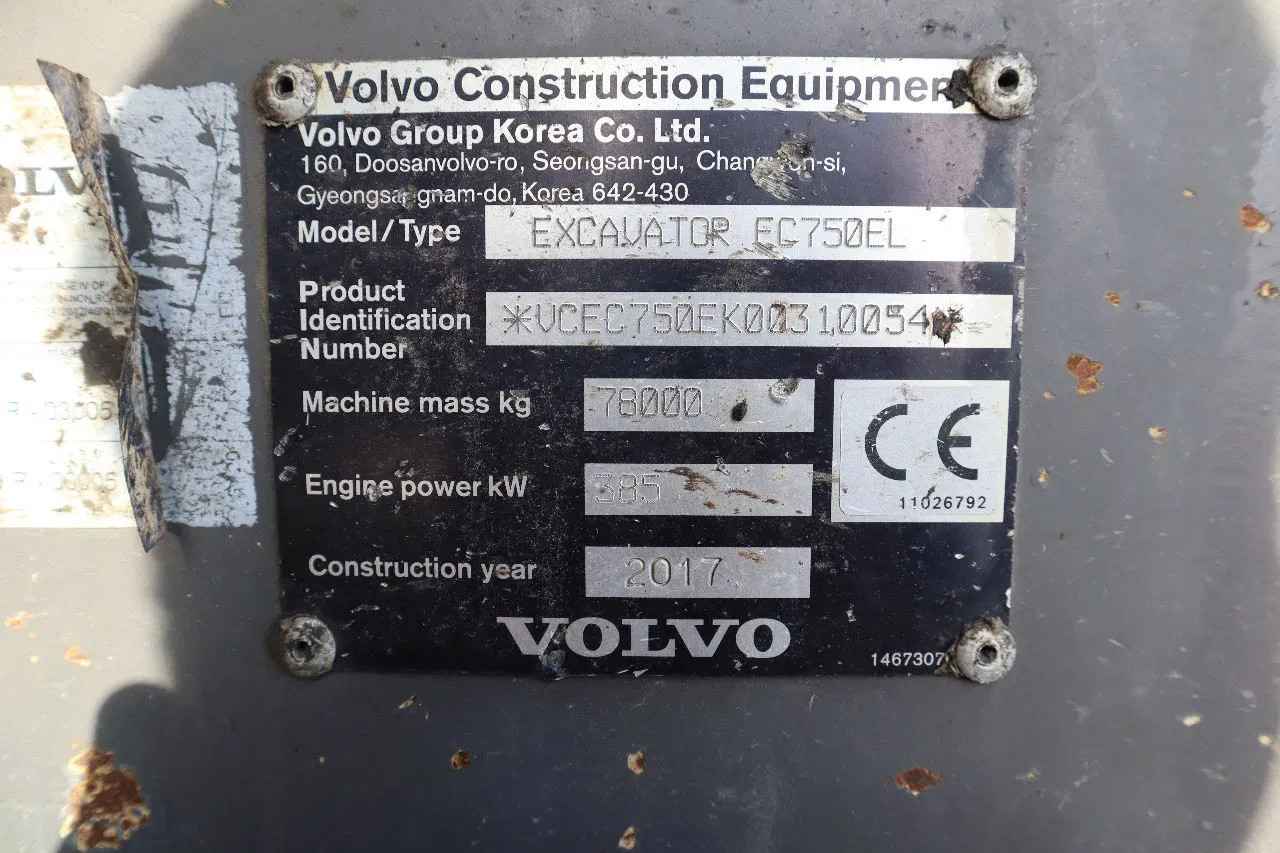 Volvo Construction Equipmen
Volvo Group Korea Co. Ltd.
160, Doosanvolvo-ro, Seongsan-gu, Changwon-si,
Gyeongsangnam-do, Korea 642-430
Model/Type EXCAVATOR EC750EL
Product
Identification
Number
*VCEC750EK00310054*
Machine mass kg 78000
Engine power kW 385
CE
11026792
Construction year 2017
VOLVO
1467307